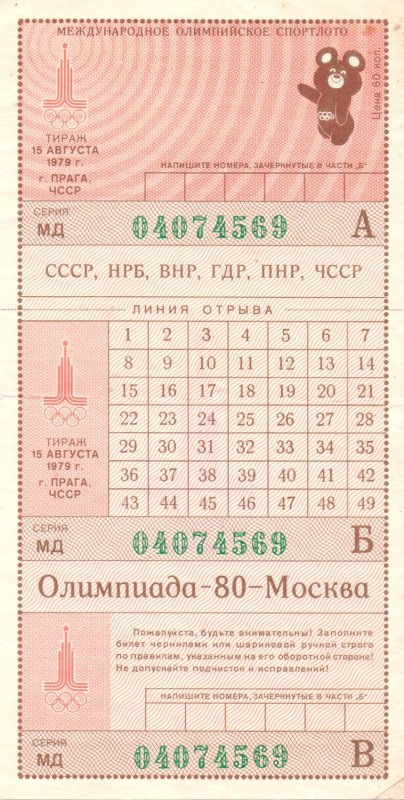 МЕЖДУНАРОДНОЕ ОЛИМПИЙСКОЕ СПОРТЛОТО
Цена 60 коп.
ТИРАЖ
15 АВГУСТА
1979 г.
г. ПРАГА,
ЧССР
НАПИШИТЕ НОМЕРА, ЗАЧЕРКНУТЫЕ В ЧАСТИ „Б“
СЕРИЯ
МД 04074569 А
СССР, НРБ, ВНР, ГДР, ПНР, ЧССР
ЛИНИЯ ОТРЫВА
1 2 3 4 5 6 7
8 9 10 11 12 13 14
15 16 17 18 19 20 21
22 23 24 25 26 27 28
29 30 31 32 33 34 35
36 37 38 39 40 41 42
43 44 45 46 47 48 49
ТИРАЖ
15 АВГУСТА
1979 г.
г. ПРАГА,
ЧССР
СЕРИЯ
МД 04074569 Б
Олимпиада-80-Москва
Пожалуйста, будьте внимательны! Заполните
билет чернилами или шариковой ручкой строго
по правилам, указанным на его оборотной стороне!
Не допускайте подчисток и исправлений!
НАПИШИТЕ НОМЕРА, ЗАЧЕРКНУТЫЕ В ЧАСТИ „Б“
СЕРИЯ
МД 04074569 В